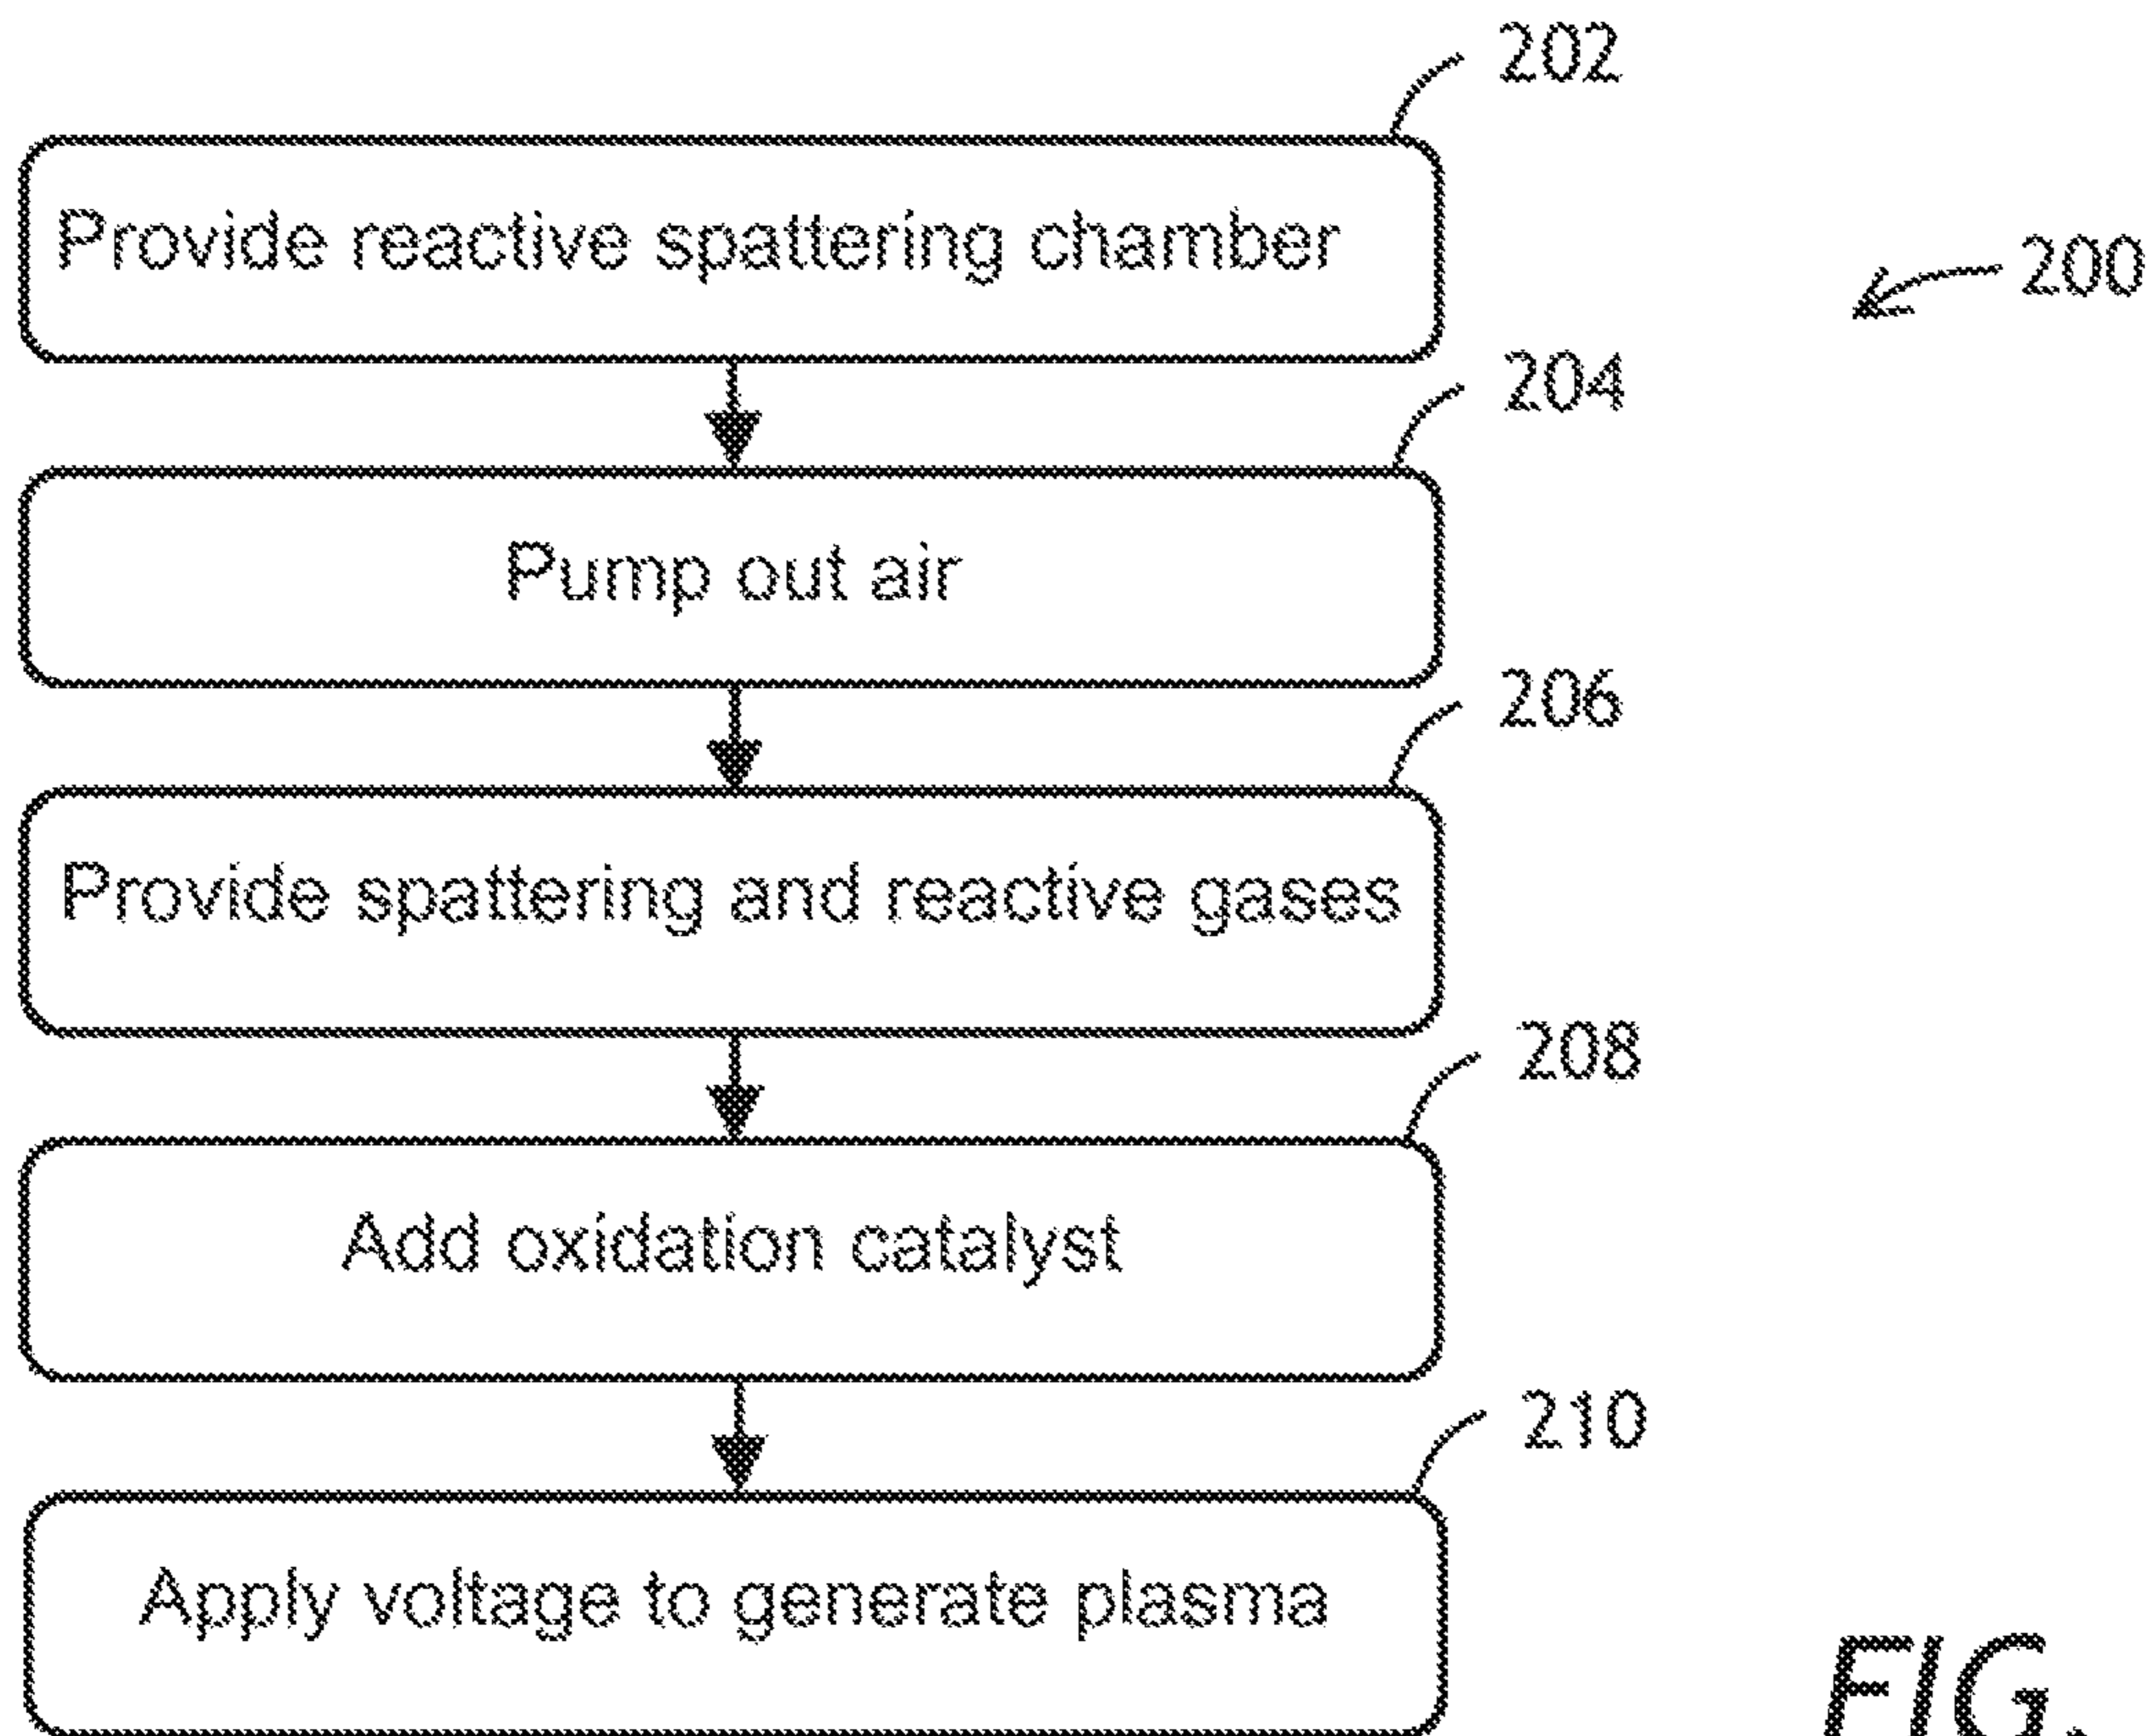 202
Provide reactive spattering chamber
200
204
Pump out air
206
Provide spattering and reactive gases
208
Add oxidation catalyst
210
Apply voltage to generate plasma
FIG.